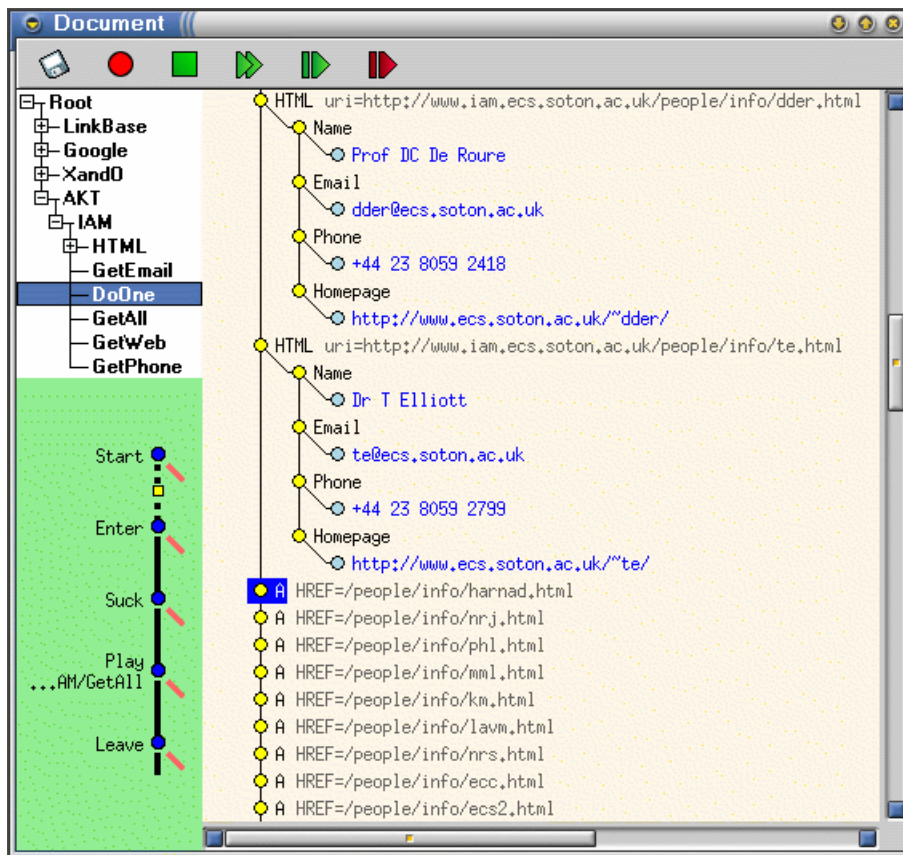 Document
Root
LinkBase
Google
XandO
AKT
IAM
HTML
GetEmail
DoOne
GetAll
GetWeb
GetPhone
Start
Enter
Suck
Play
...AM/GetAll
Leave
HTML uri=http://www.iam.ecs.soton.ac.uk/people/info/dder.html
Name
Prof DC De Roure
Email
dder@ecs.soton.ac.uk
Phone
+44 23 8059 2418
Homepage
http://www.ecs.soton.ac.uk/~dder/
HTML uri=http://www.iam.ecs.soton.ac.uk/people/info/te.html
Name
Dr T Elliott
Email
te@ecs.soton.ac.uk
Phone
+44 23 8059 2799
Homepage
http://www.ecs.soton.ac.uk/~te/
A HREF=/people/info/harnad.html
A HREF=/people/info/nrj.html
A HREF=/people/info/phl.html
A HREF=/people/info/mml.html
A HREF=/people/info/km.html
A HREF=/people/info/lavm.html
A HREF=/people/info/nrs.html
A HREF=/people/info/ecc.html
A HREF=/people/info/ecs2.html